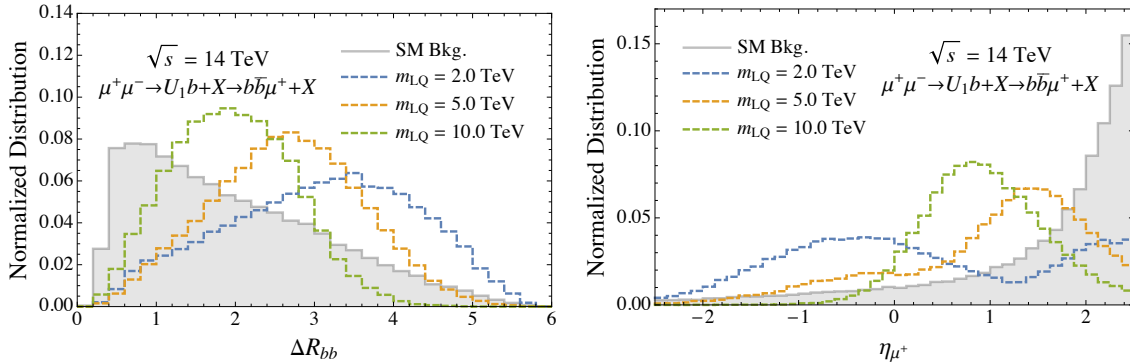 Normalized Distribution
0.14
0.12
0.10
0.08
0.06
0.04
0.02
0.00
√s = 14 TeV
μ⁺μ⁻→U₁b+X→bb̅μ⁺+X
SM Bkg.
m_LQ = 2.0 TeV
m_LQ = 5.0 TeV
m_LQ = 10.0 TeV
0 1 2 3 4 5 6
ΔR_bb
Normalized Distribution
0.15
0.10
0.05
0.00
SM Bkg.
m_LQ = 2.0 TeV
m_LQ = 5.0 TeV
m_LQ = 10.0 TeV
√s = 14 TeV
μ⁺μ⁻→U₁b+X→bb̅μ⁺+X
−2 −1 0 1 2
η_μ⁺